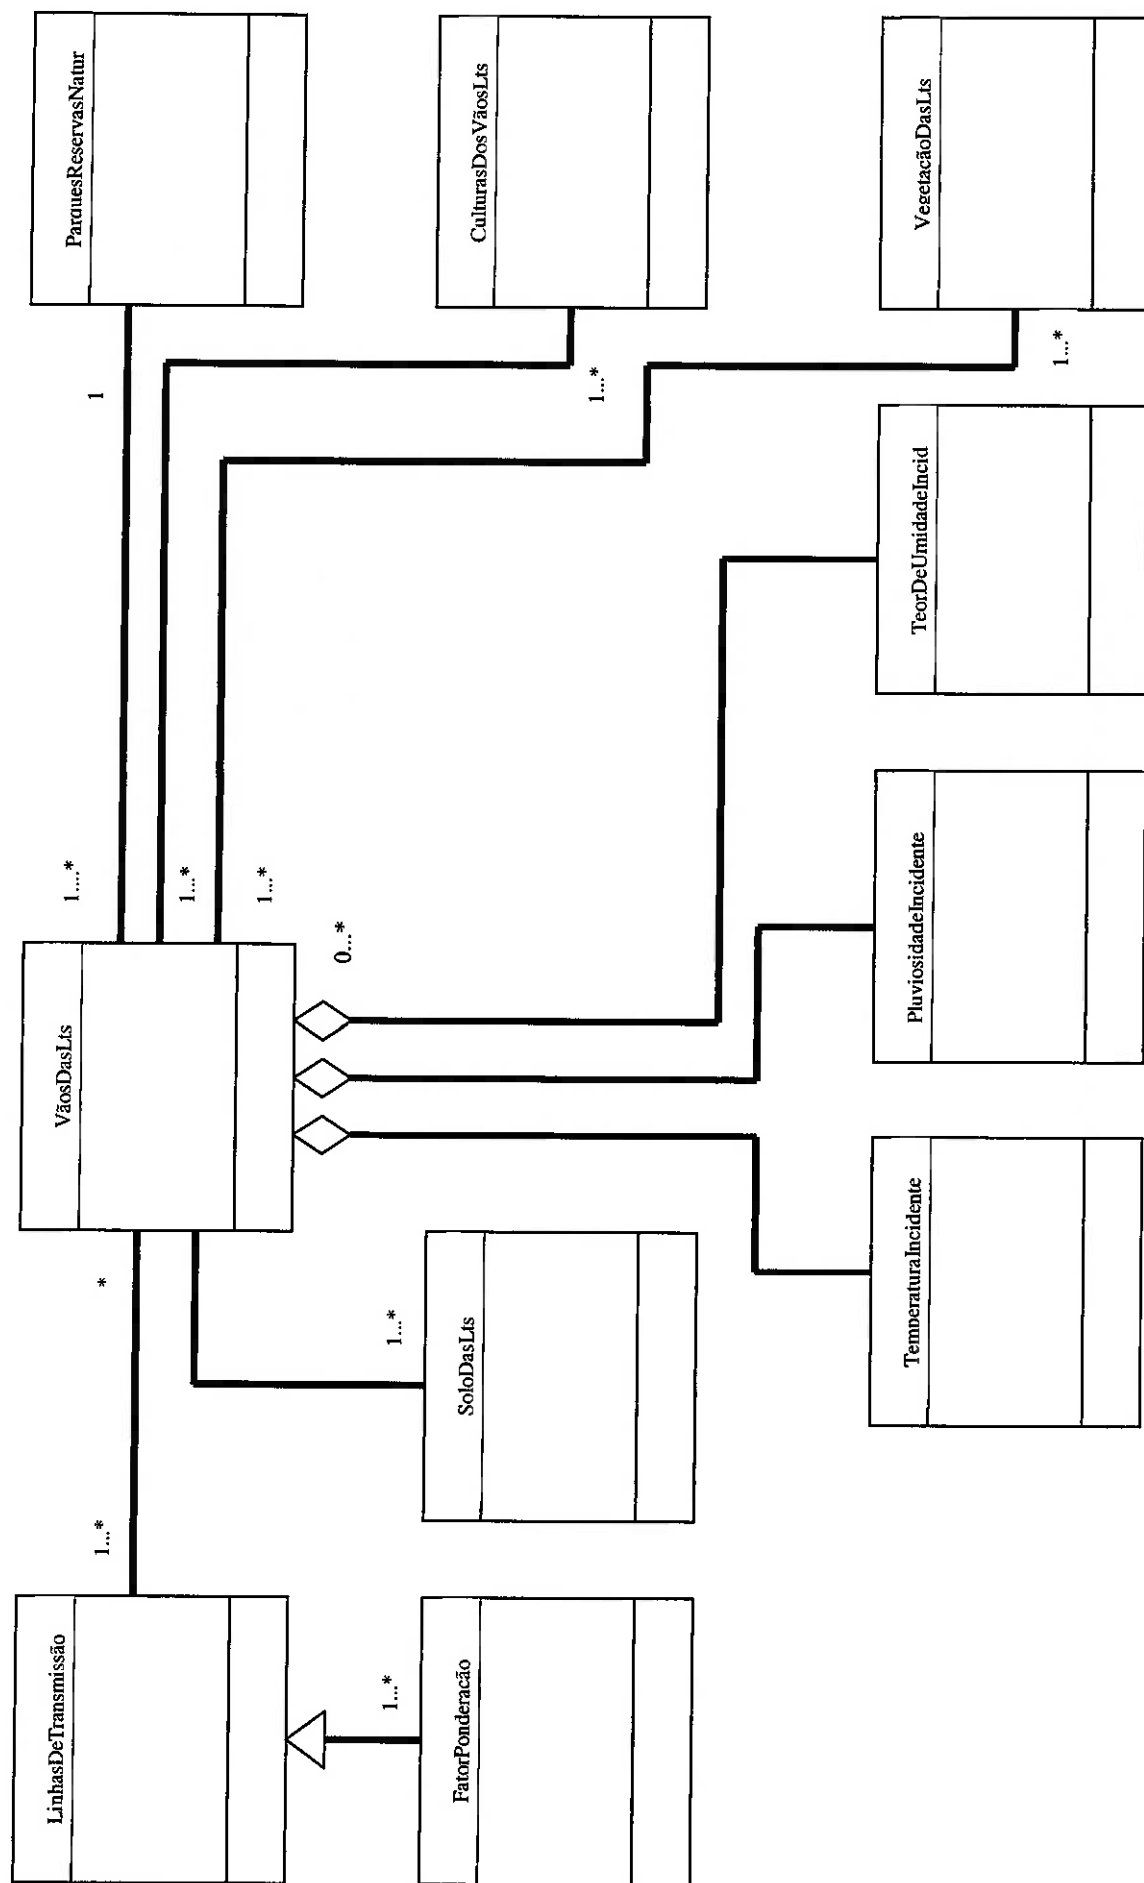 LinhasDeTransmissão
1...*
*
VãosDasLts
1....*
1
ParquesReservasNatur
1...*
1...*
0...*
FatorPonderação
1...*
SoloDasLts
1...*
CulturasDosVãosLts
1...*
TemperaturaIncidente
PluviosidadeIncidente
TeorDeUmidadeIncid
VegetaçãoDasLts
1...*